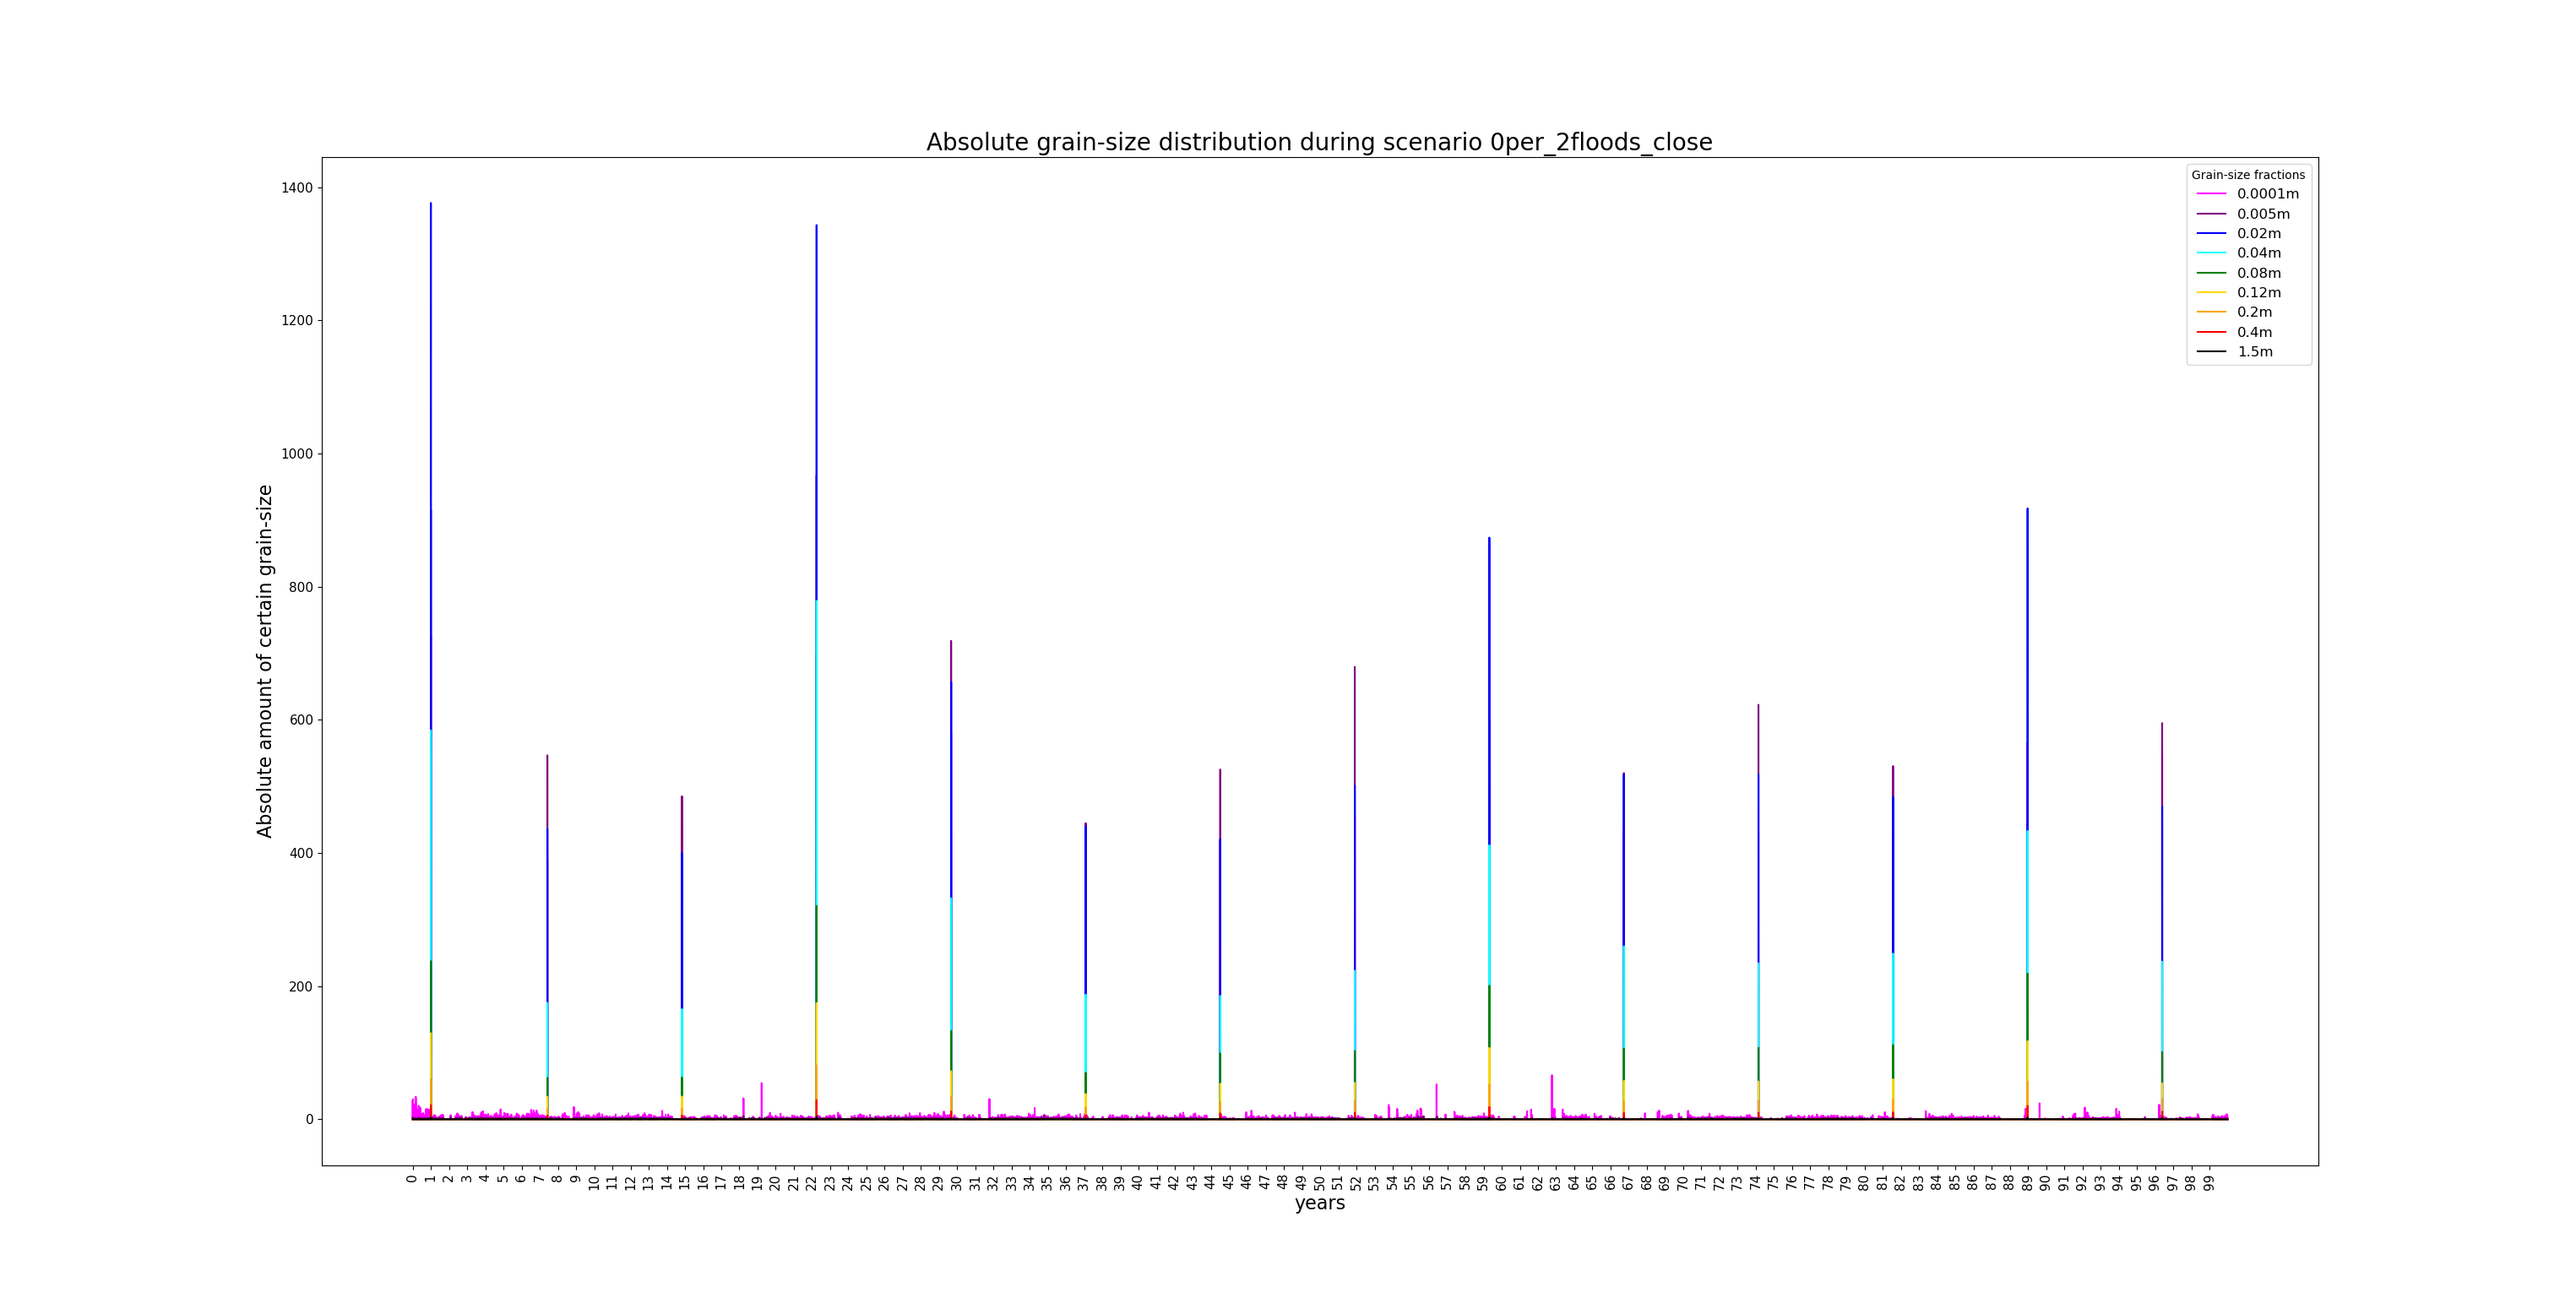 Absolute grain-size distribution during scenario 0per_2floods_close
Absolute amount of certain grain-size
1400
1200
1000
800
600
400
200
0
Grain-size fractions
0.0001m
0.005m
0.02m
0.04m
0.08m
0.12m
0.2m
0.4m
1.5m
0 1 2 3 4 5 6 7 8 9 10 11 12 13 14 15 16 17 18 19 20 21 22 23 24 25 26 27 28 29 30 31 32 33 34 35 36 37 38 39 40 41 42 43 44 45 46 47 48 49 50 51 52 53 54 55 56 57 58 59 60 61 62 63 64 65 66 67 68 69 70 71 72 73 74 75 76 77 78 79 80 81 82 83 84 85 86 87 88 89 90 91 92 93 94 95 96 97 98 99
years